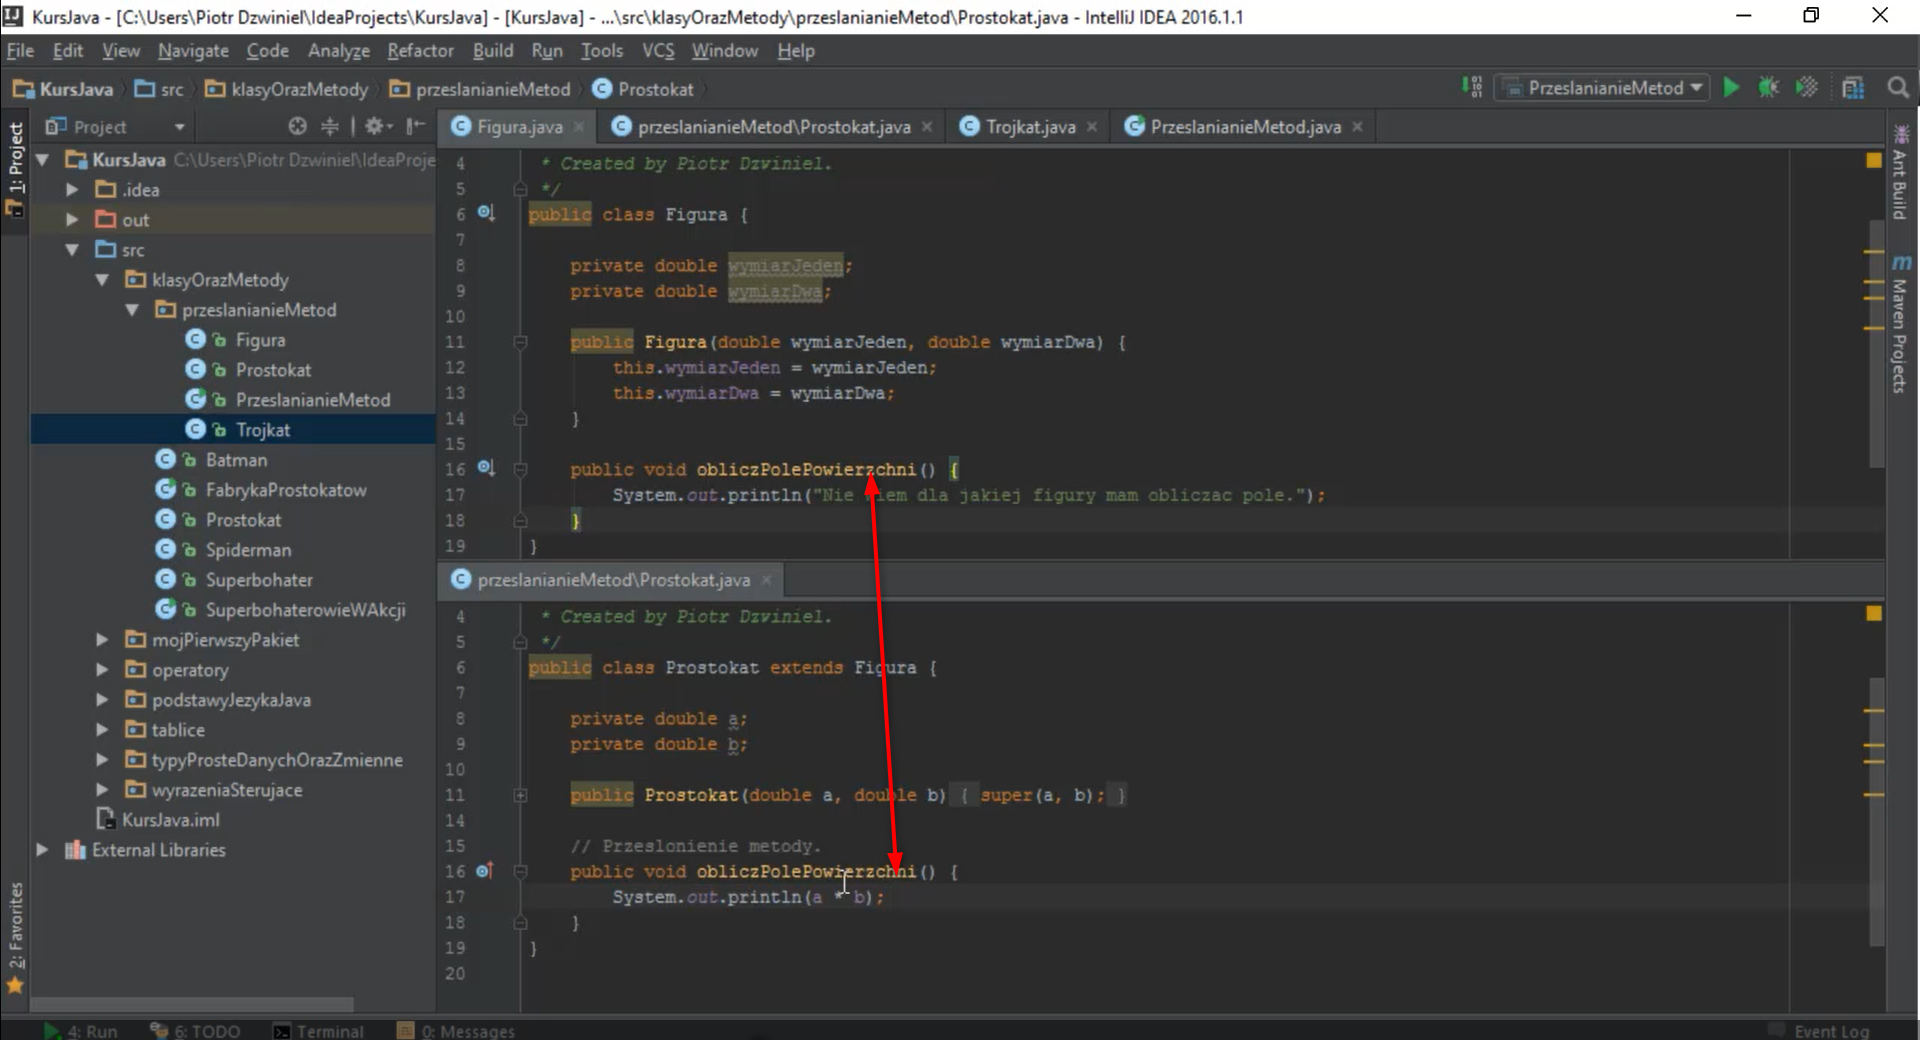 KursJava - [C:\Users\Piotr Dzwiniel\IdeaProjects\KursJava] - [KursJava] - ...\src\klasyOrazMetody\przeslanianieMetod\Prostokat.java - IntelliJ IDEA 2016.1.1
File Edit View Navigate Code Analyze Refactor Build Run Tools VCS Window Help
KursJava src klasyOrazMetody przeslanianieMetod Prostokat PrzeslanianieMetod
1: Project
2: Favorites
Project
KursJava C:\Users\Piotr Dzwiniel\IdeaProje
.idea
out
src
klasyOrazMetody
przeslanianieMetod
Figura
Prostokat
PrzeslanianieMetod
Trojkat
Batman
FabrykaProstokatow
Prostokat
Spiderman
Superbohater
SuperbohaterowieWAkcji
mojPierwszyPakiet
operatory
podstawyJezykaJava
tablice
typyProsteDanychOrazZmienne
wyrazeniaSterujace
KursJava.iml
External Libraries
Figura.java przeslanianieMetod\Prostokat.java Trojkat.java PrzeslanianieMetod.java
4 * Created by Piotr Dzwiniel.
5 */
6 public class Figura {
7
8 private double wymiarJeden;
9 private double wymiarDwa;
10
11 public Figura(double wymiarJeden, double wymiarDwa) {
12 this.wymiarJeden = wymiarJeden;
13 this.wymiarDwa = wymiarDwa;
14 }
15
16 public void obliczPolePowierzchni() {
17 System.out.println("Nie wiem dla jakiej figury mam obliczac pole.");
18 }
19 }
przeslanianieMetod\Prostokat.java
4 * Created by Piotr Dzwiniel.
5 */
6 public class Prostokat extends Figura {
7
8 private double a;
9 private double b;
10
11 public Prostokat(double a, double b) { super(a, b); }
14
15 // Przeslonienie metody.
16 public void obliczPolePowierzchni() {
17 System.out.println(a * b);
18 }
19 }
20
Ant Build
Maven Projects
4: Run 6: TODO Terminal 0: Messages Event Log